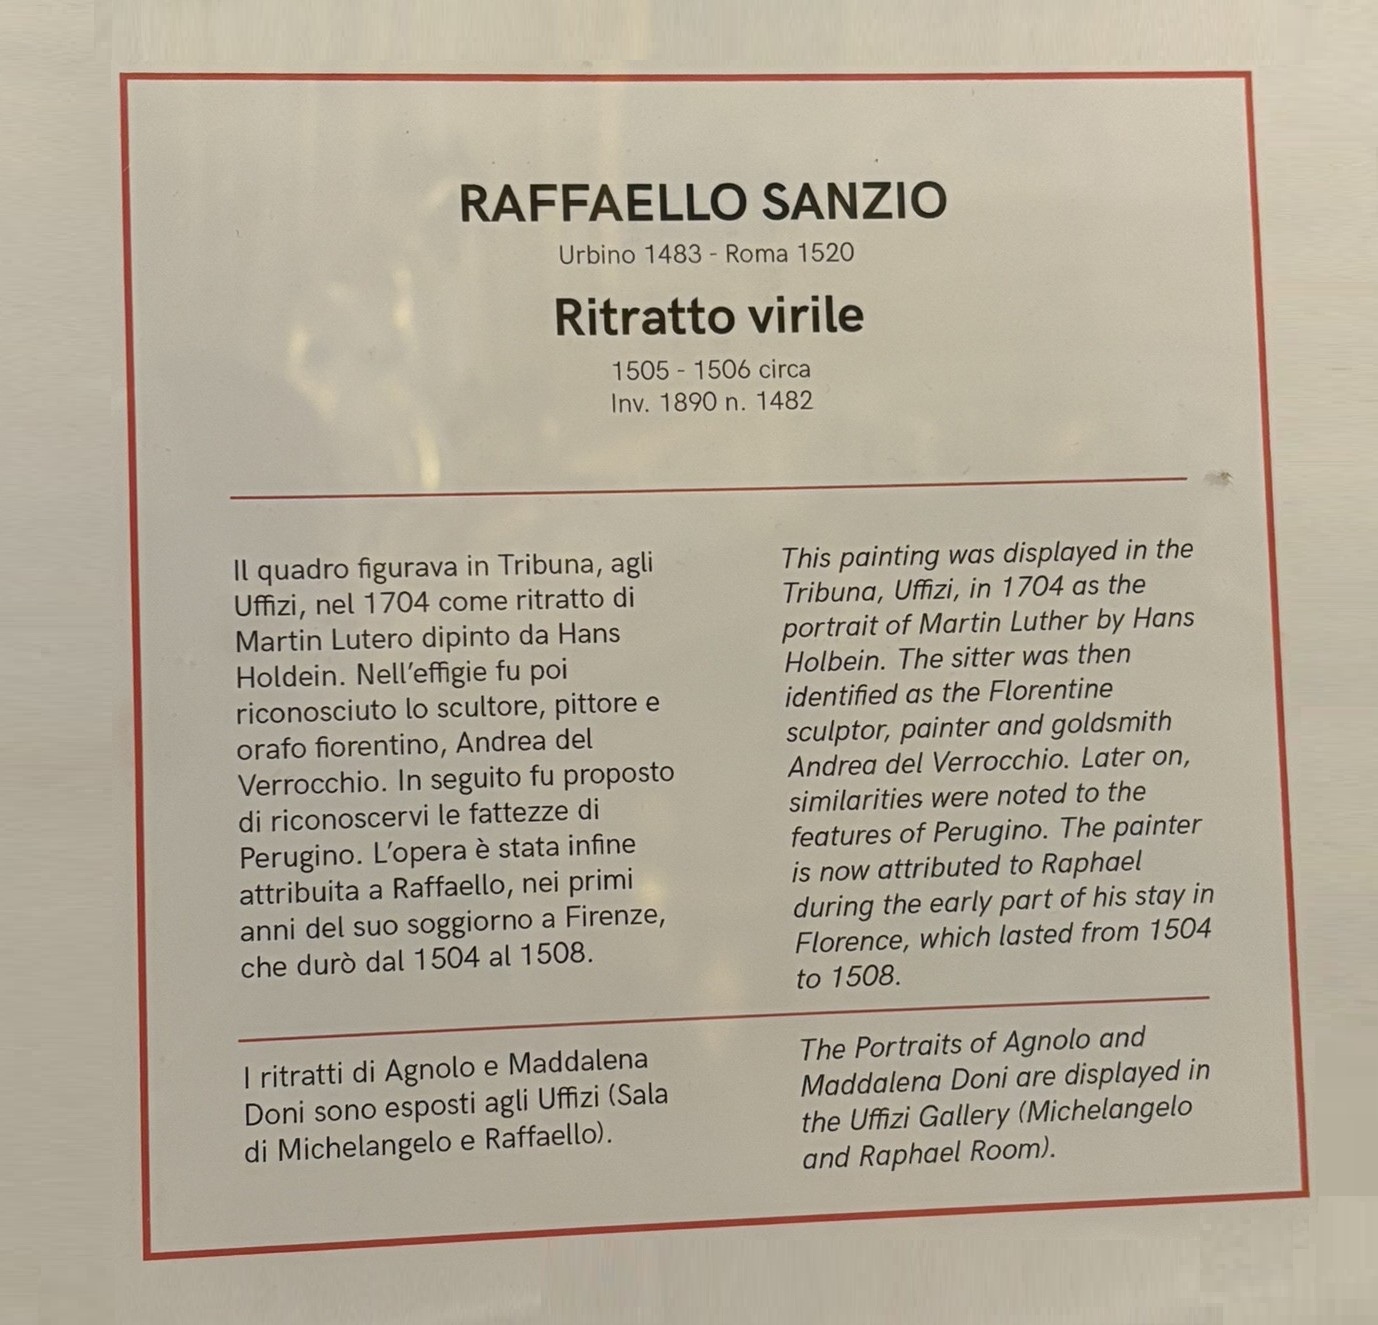 RAFFAELLO SANZIO
Urbino 1483 - Roma 1520
Ritratto virile
1505 - 1506 circa
Inv. 1890 n. 1482
Il quadro figurava in Tribuna, agli
Uffizi, nel 1704 come ritratto di
Martin Lutero dipinto da Hans
Holdein. Nell'effigie fu poi
riconosciuto lo scultore, pittore e
orafo fiorentino, Andrea del
Verrocchio. In seguito fu proposto
di riconoscervi le fattezze di
Perugino. L'opera è stata infine
attribuita a Raffaello, nei primi
anni del suo soggiorno a Firenze,
che durò dal 1504 al 1508.
This painting was displayed in the
Tribuna, Uffizi, in 1704 as the
portrait of Martin Luther by Hans
Holbein. The sitter was then
identified as the Florentine
sculptor, painter and goldsmith
Andrea del Verrocchio. Later on,
similarities were noted to the
features of Perugino. The painter
is now attributed to Raphael
during the early part of his stay in
Florence, which lasted from 1504
to 1508.
I ritratti di Agnolo e Maddalena
Doni sono esposti agli Uffizi (Sala
di Michelangelo e Raffaello).
The Portraits of Agnolo and
Maddalena Doni are displayed in
the Uffizi Gallery (Michelangelo
and Raphael Room).